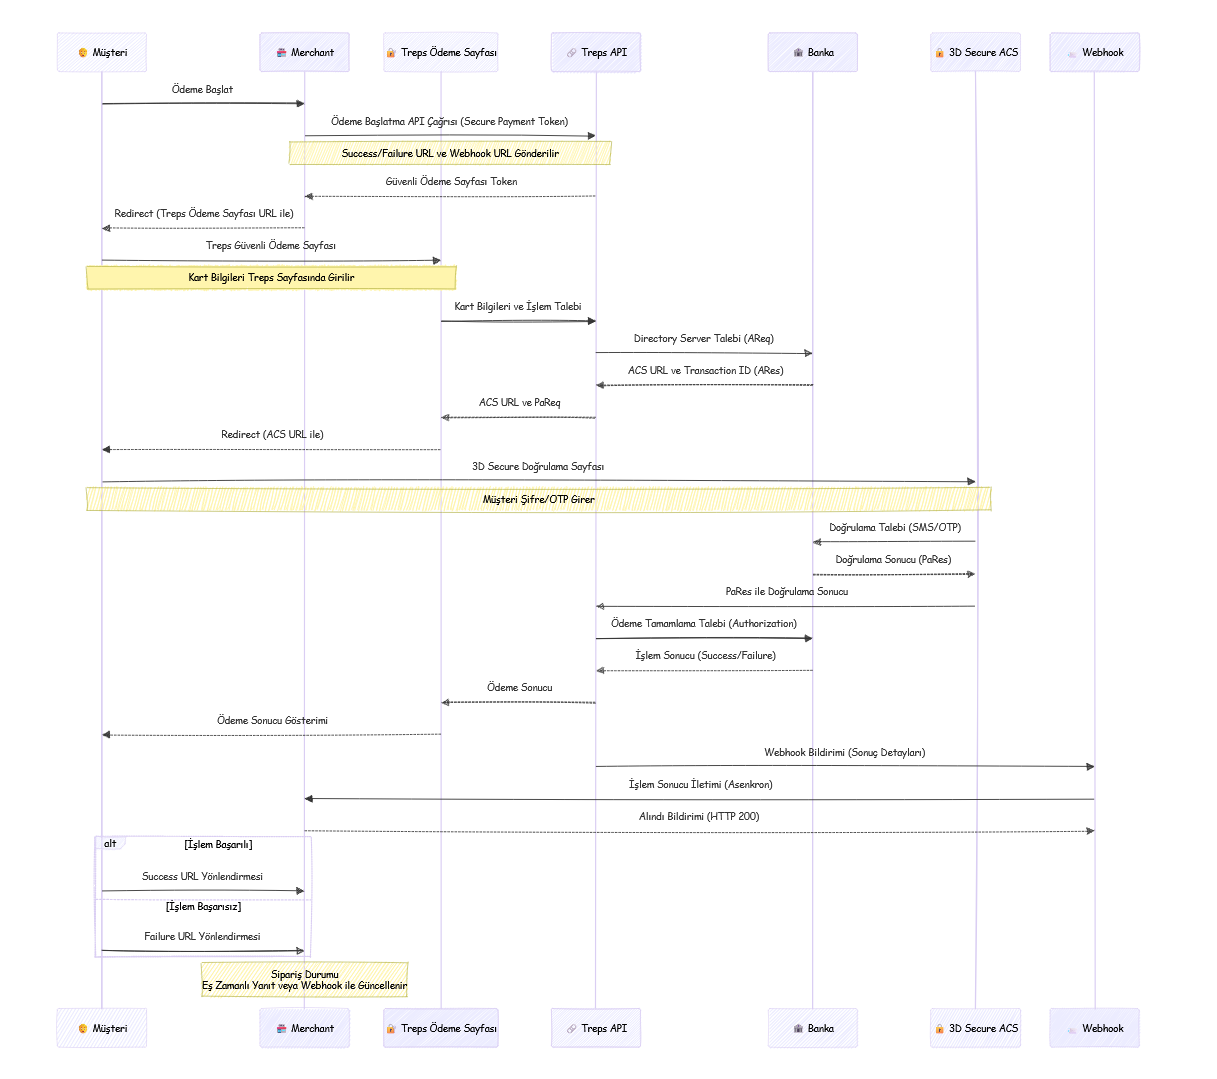 Müşteri
Merchant
Treps Ödeme Sayfası
Treps API
Banka
3D Secure ACS
Webhook
Ödeme Başlat
Ödeme Başlatma API Çağrısı (Secure Payment Token)
Success/Failure URL ve Webhook URL Gönderilir
Güvenli Ödeme Sayfası Token
Redirect (Treps Ödeme Sayfası URL ile)
Treps Güvenli Ödeme Sayfası
Kart Bilgileri Treps Sayfasında Girilir
Kart Bilgileri ve İşlem Talebi
Directory Server Talebi (AReq)
ACS URL ve Transaction ID (ARes)
ACS URL ve PaReq
Redirect (ACS URL ile)
3D Secure Doğrulama Sayfası
Müşteri Şifre/OTP Girer
Doğrulama Talebi (SMS/OTP)
Doğrulama Sonucu (PaRes)
PaRes ile Doğrulama Sonucu
Ödeme Tamamlama Talebi (Authorization)
İşlem Sonucu (Success/Failure)
Ödeme Sonucu
Ödeme Sonucu Gösterimi
Webhook Bildirimi (Sonuç Detayları)
İşlem Sonucu İletimi (Asenkron)
Alındı Bildirimi (HTTP 200)
alt
[İşlem Başarılı]
Success URL Yönlendirmesi
[İşlem Başarısız]
Failure URL Yönlendirmesi
Sipariş Durumu
Eş Zamanlı Yanıt veya Webhook ile Güncellenir
Müşteri
Merchant
Treps Ödeme Sayfası
Treps API
Banka
3D Secure ACS
Webhook